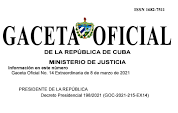 ISSN 1682-7511
GACETA OFICIAL
DE LA REPÚBLICA DE CUBA
MINISTERIO DE JUSTICIA
Información en este número
Gaceta Oficial No. 14 Extraordinaria de 8 de marzo de 2021
PRESIDENTE DE LA REPÚBLICA
Decreto Presidencial 198/2021 (GOC-2021-215-EX14)